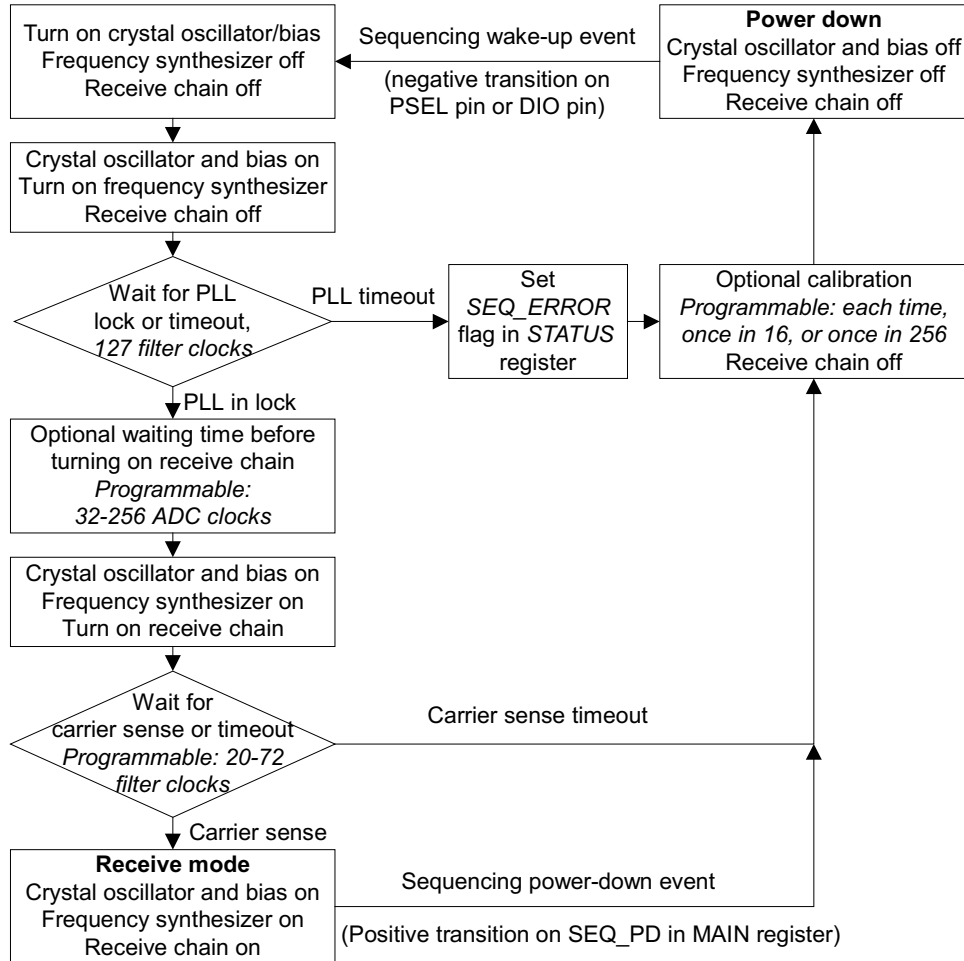 Turn on crystal oscillator/bias
Frequency synthesizer off
Receive chain off
Sequencing wake-up event
(negative transition on
PSEL pin or DIO pin)
Power down
Crystal oscillator and bias off
Frequency synthesizer off
Receive chain off
Crystal oscillator and bias on
Turn on frequency synthesizer
Receive chain off
Wait for PLL
lock or timeout,
127 filter clocks
PLL timeout
Set
SEQ_ERROR
flag in STATUS
register
Optional calibration
Programmable: each time,
once in 16, or once in 256
Receive chain off
PLL in lock
Optional waiting time before
turning on receive chain
Programmable:
32-256 ADC clocks
Crystal oscillator and bias on
Frequency synthesizer on
Turn on receive chain
Wait for
carrier sense or timeout
Programmable: 20-72
filter clocks
Carrier sense timeout
Carrier sense
Receive mode
Crystal oscillator and bias on
Frequency synthesizer on
Receive chain on
Sequencing power-down event
(Positive transition on SEQ_PD in MAIN register)